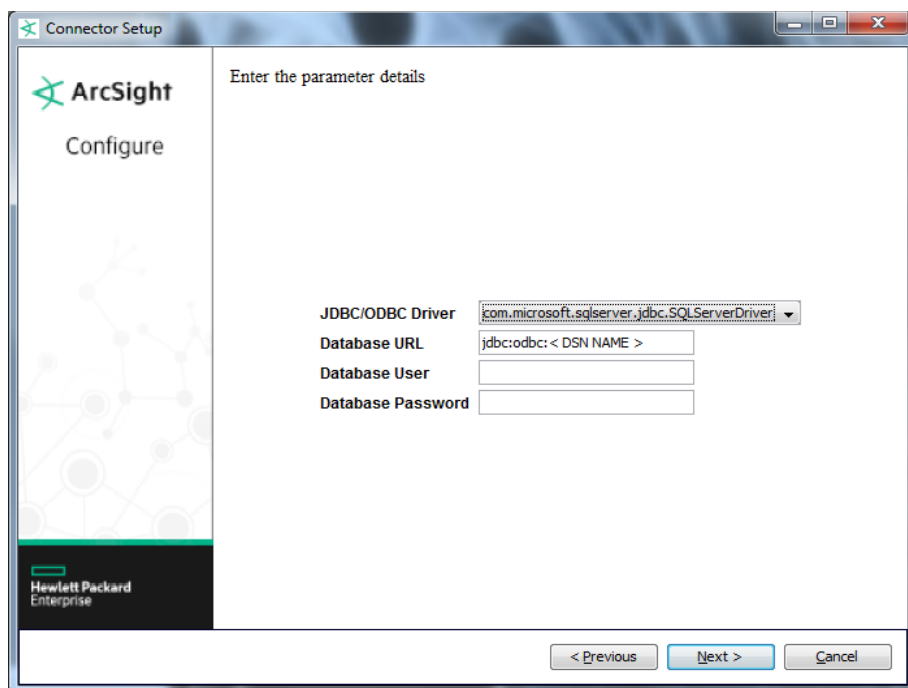 Connector Setup
ArcSight
Configure
Enter the parameter details
JDBC/ODBC Driver com.microsoft.sqlserver.jdbc.SQLServerDriver
Database URL jdbc:odbc:< DSN NAME >
Database User
Database Password
Hewlett Packard
Enterprise
< Previous Next > Cancel